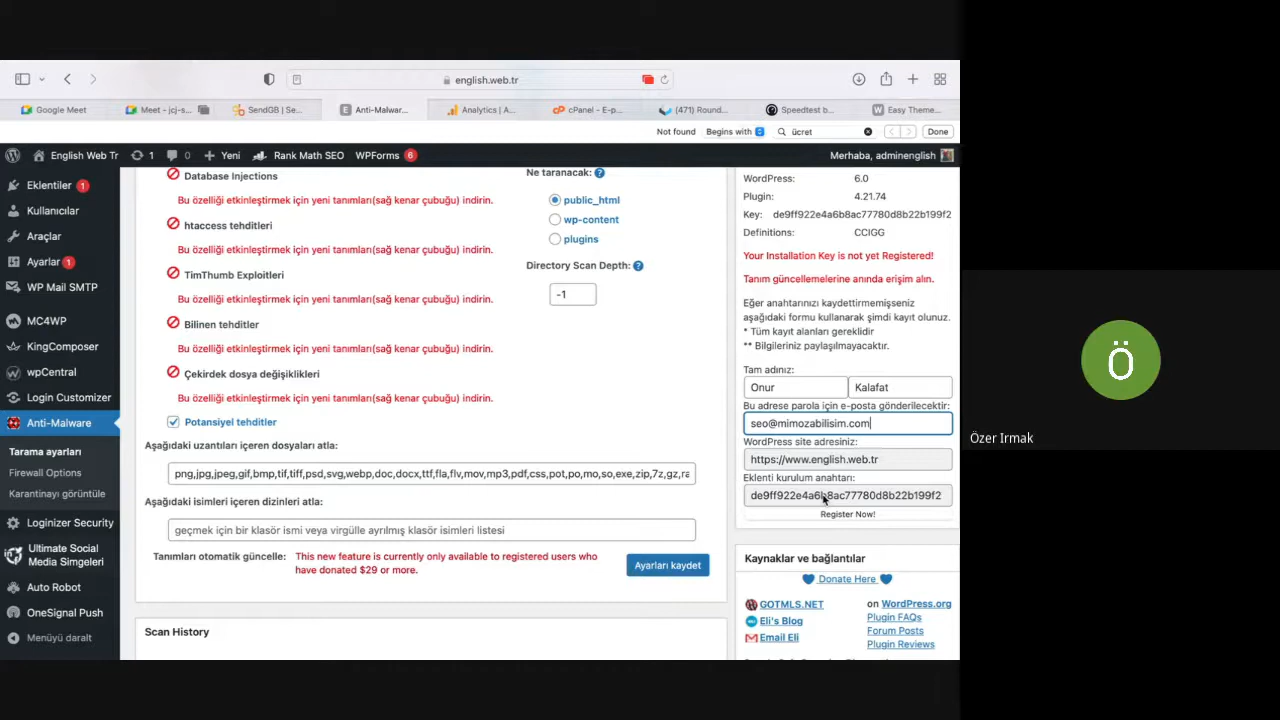 english.web.tr
Google Meet
Meet - jcj-s...
SendGB | Se...
Anti-Malwar...
Analytics | A...
cPanel - E-p...
(471) Round...
Speedtest b...
Easy Theme...
Not found
Begins with
ücret
Done
English Web Tr
1
0
Yeni
Rank Math SEO
WPForms 6
Merhaba, adminenglish
Eklentiler 1
Kullanıcılar
Araçlar
Ayarlar 1
WP Mail SMTP
MC4WP
KingComposer
wpCentral
Login Customizer
Anti-Malware
Tarama ayarları
Firewall Options
Karantinayı görüntüle
Loginizer Security
Ultimate Social
Media Simgeleri
Auto Robot
OneSignal Push
Menüyü daralt
Database Injections
Bu özelliği etkinleştirmek için yeni tanımları(sağ kenar çubuğu) indirin.
htaccess tehditleri
Bu özelliği etkinleştirmek için yeni tanımları(sağ kenar çubuğu) indirin.
TimThumb Exploitleri
Bu özelliği etkinleştirmek için yeni tanımları(sağ kenar çubuğu) indirin.
Bilinen tehditler
Bu özelliği etkinleştirmek için yeni tanımları(sağ kenar çubuğu) indirin.
Çekirdek dosya değişiklikleri
Bu özelliği etkinleştirmek için yeni tanımları(sağ kenar çubuğu) indirin.
Potansiyel tehditler
Ne taranacak: ?
public_html
wp-content
plugins
Directory Scan Depth: ?
-1
Aşağıdaki uzantıları içeren dosyaları atla:
png,jpg,jpeg,gif,bmp,tif,tiff,psd,svg,webp,doc,docx,ttf,fla,flv,mov,mp3,pdf,css,pot,po,mo,so,exe,zip,7z,gz,ra
Aşağıdaki isimleri içeren dizinleri atla:
geçmek için bir klasör ismi veya virgülle ayrılmış klasör isimleri listesi
Tanımları otomatik güncelle:
This new feature is currently only available to registered users who
have donated $29 or more.
Ayarları kaydet
Scan History
WordPress: 6.0
Plugin: 4.21.74
Key: de9ff922e4a6b8ac77780d8b22b199f2
Definitions: CCIGG
Your Installation Key is not yet Registered!
Tanım güncellemelerine anında erişim alın.
Eğer anahtarınızı kaydettirmemişseniz
aşağıdaki formu kullanarak şimdi kayıt olunuz.
* Tüm kayıt alanları gereklidir
** Bilgileriniz paylaşılmayacaktır.
Tam adınız:
Onur
Kalafat
Bu adrese parola için e-posta gönderilecektir:
seo@mimozabilisim.com
WordPress site adresiniz:
https://www.english.web.tr
Eklenti kurulum anahtarı:
de9ff922e4a6b8ac77780d8b22b199f2
Register Now!
Kaynaklar ve bağlantılar
Donate Here
GOTMLS.NET
Eli's Blog
Email Eli
on WordPress.org
Plugin FAQs
Forum Posts
Plugin Reviews
Ö
Özer Irmak